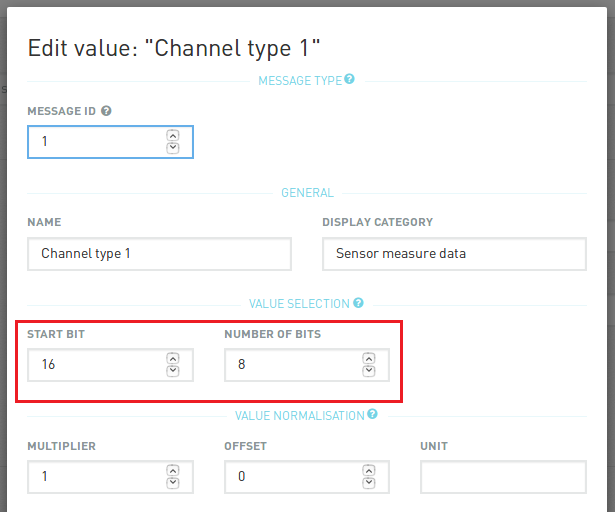 Edit value: "Channel type 1"
MESSAGE TYPE ?
MESSAGE ID ?
1
GENERAL
NAME DISPLAY CATEGORY
Channel type 1 Sensor measure data
VALUE SELECTION ?
START BIT NUMBER OF BITS
16 8
VALUE NORMALISATION ?
MULTIPLIER OFFSET UNIT
1 0